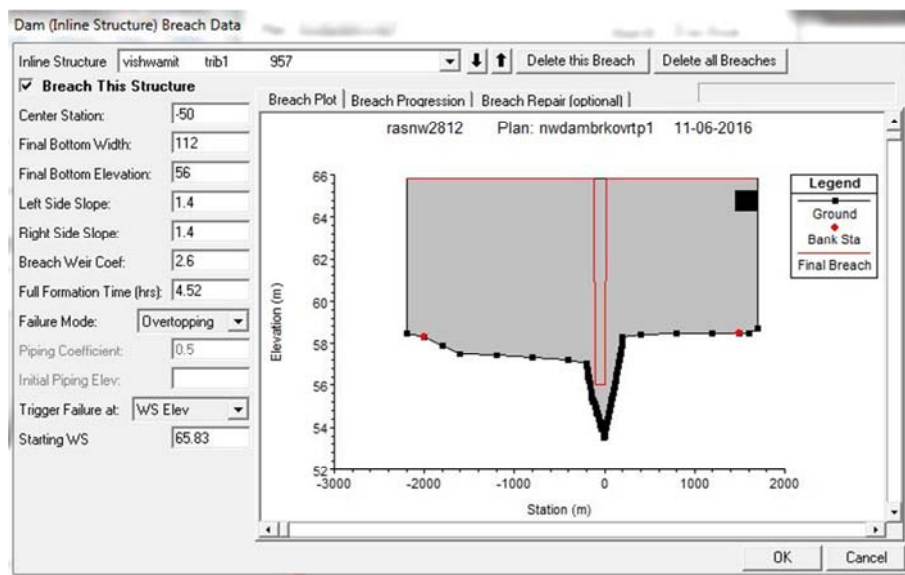 Dam (Inline Structure) Breach Data
Inline Structure vishwamit trib1 957 Delete this Breach Delete all Breaches
Breach This Structure
Center Station: -50
Final Bottom Width: 112
Final Bottom Elevation: 56
Left Side Slope: 1.4
Right Side Slope: 1.4
Breach Weir Coef: 2.6
Full Formation Time (hrs): 4.52
Failure Mode: Overtopping
Piping Coefficient: 0.5
Initial Piping Elev:
Trigger Failure at: WS Elev
Starting WS 65.83
Breach Plot Breach Progression Breach Repair (optional)
rasnw2812 Plan: nwdambrkovrtp1 11-06-2016
66
64
62
60
58
56
54
52
Elevation (m)
-3000 -2000 -1000 0 1000 2000
Station (m)
Legend
Ground
Bank Sta
Final Breach
OK Cancel